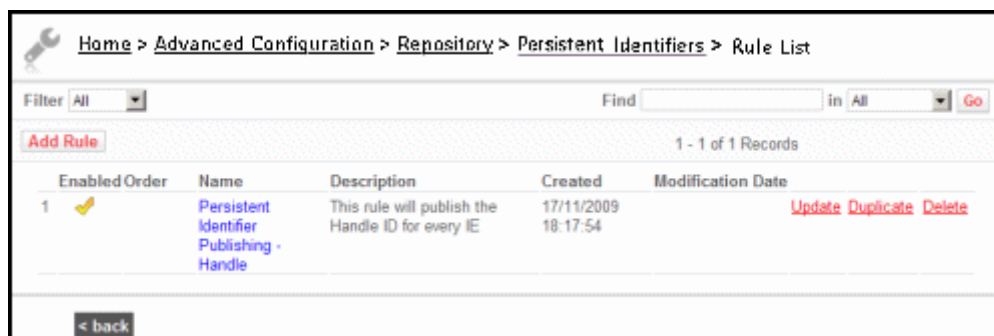 Home > Advanced Configuration > Repository > Persistent Identifiers > Rule List
Filter All Find in All Go
Add Rule 1 - 1 of 1 Records
Enabled Order Name Description Created Modification Date
1 Persistent This rule will publish the 17/11/2009 Update Duplicate Delete
Identifier Handle ID for every IE 18:17:54
Publishing -
Handle
< back